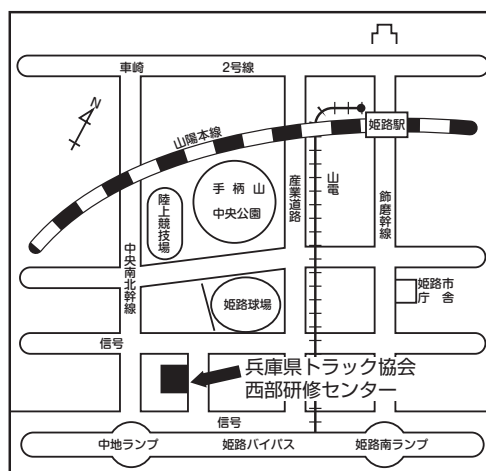 車崎
2号線
N
山陽本線
姫路駅
手柄山
中央公園
陸上競技場
産業道路
山電
飾磨幹線
中央南北幹線
姫路球場
姫路市
庁舎
信号
兵庫県トラック協会
西部研修センター
信号
中地ランプ
姫路バイパス
姫路南ランプ